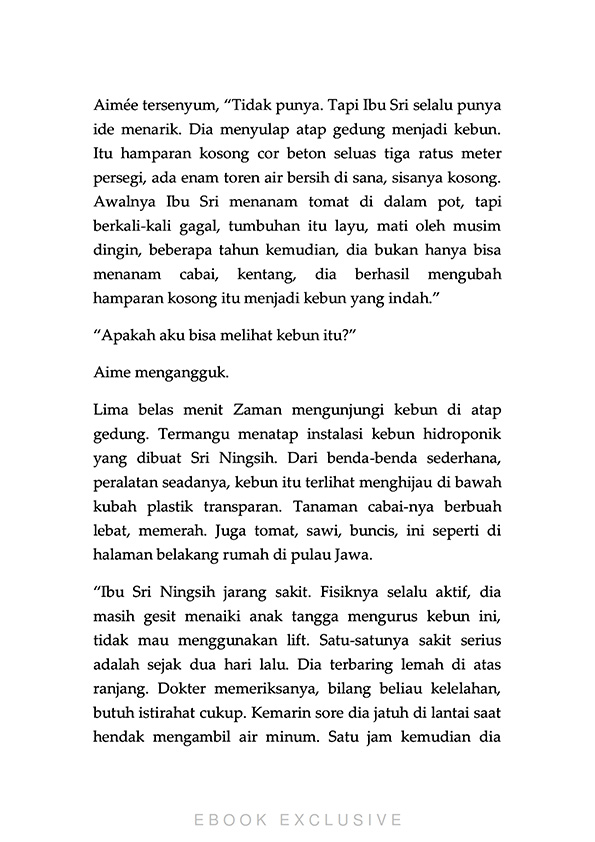 Aimée tersenyum, “Tidak punya. Tapi Ibu Sri selalu punya
ide menarik. Dia menyulap atap gedung menjadi kebun.
Itu hamparan kosong cor beton seluas tiga ratus meter
persegi, ada enam toren air bersih di sana, sisanya kosong.
Awalnya Ibu Sri menanam tomat di dalam pot, tapi
berkali-kali gagal, tumbuhan itu layu, mati oleh musim
dingin, beberapa tahun kemudian, dia bukan hanya bisa
menanam cabai, kentang, dia berhasil mengubah
hamparan kosong itu menjadi kebun yang indah.”
“Apakah aku bisa melihat kebun itu?”
Aime mengangguk.
Lima belas menit Zaman mengunjungi kebun di atap
gedung. Termangu menatap instalasi kebun hidroponik
yang dibuat Sri Ningsih. Dari benda-benda sederhana,
peralatan seadanya, kebun itu terlihat menghijau di bawah
kubah plastik transparan. Tanaman cabai-nya berbuah
lebat, memerah. Juga tomat, sawi, buncis, ini seperti di
halaman belakang rumah di pulau Jawa.
“Ibu Sri Ningsih jarang sakit. Fisiknya selalu aktif, dia
masih gesit menaiki anak tangga mengurus kebun ini,
tidak mau menggunakan lift. Satu-satunya sakit serius
adalah sejak dua hari lalu. Dia terbaring lemah di atas
ranjang. Dokter memeriksanya, bilang beliau kelelahan,
butuh istirahat cukup. Kemarin sore dia jatuh di lantai saat
hendak mengambil air minum. Satu jam kemudian dia
EBOOK EXCLUSIVE